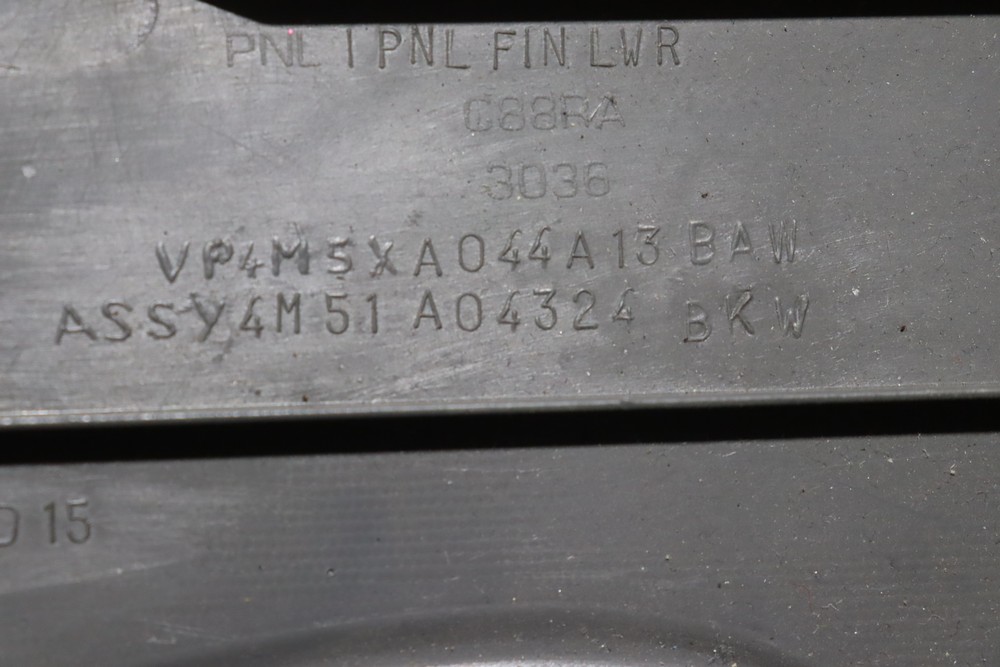 PNL I PNL FIN LWR
C88RA
3036
VP4M5XA044A13 BAW
ASSY4M51 A04324 BKW
D 15